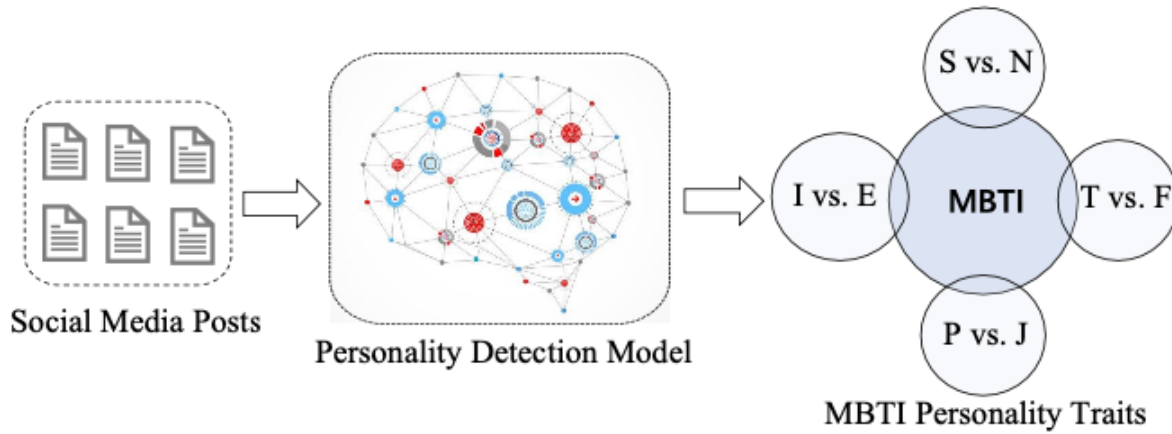 Social Media Posts
Personality Detection Model
S vs. N
I vs. E
MBTI
T vs. F
P vs. J
MBTI Personality Traits